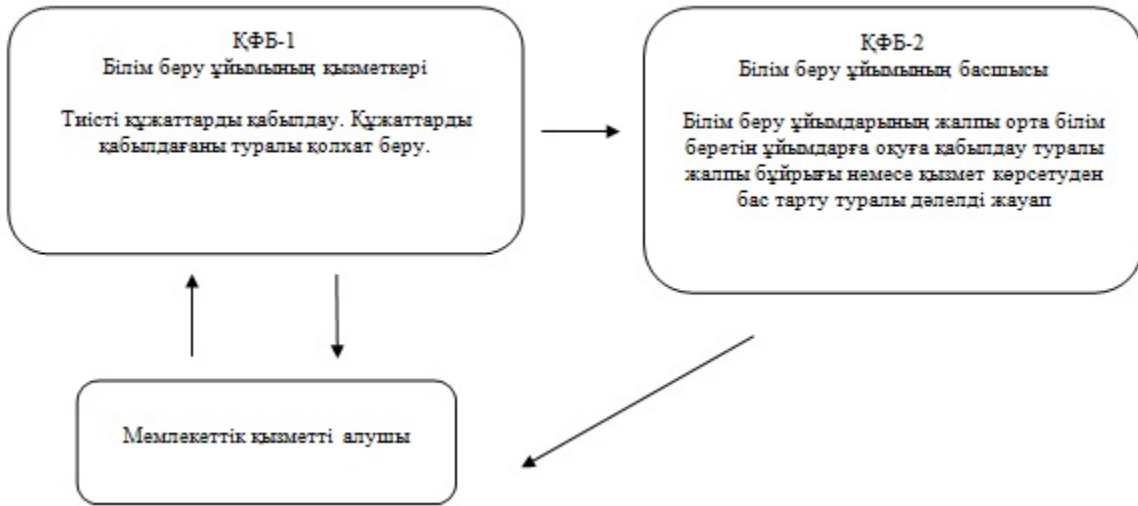 ҚФБ-1
Білім беру ұйымының қызметкері
Тиісті құжаттарды қабылдау. Құжаттарды
қабылдағаны туралы қолхат беру.
ҚФБ-2
Білім беру ұйымының басшысы
Білім беру ұйымдарының жалпы орта білім
беретін ұйымдарға оқуға қабылдау туралы
жалпы бұйрығы немесе қызмет көрсетуден
бас тарту туралы дәлелді жауап
Мемлекеттік қызметті алушы